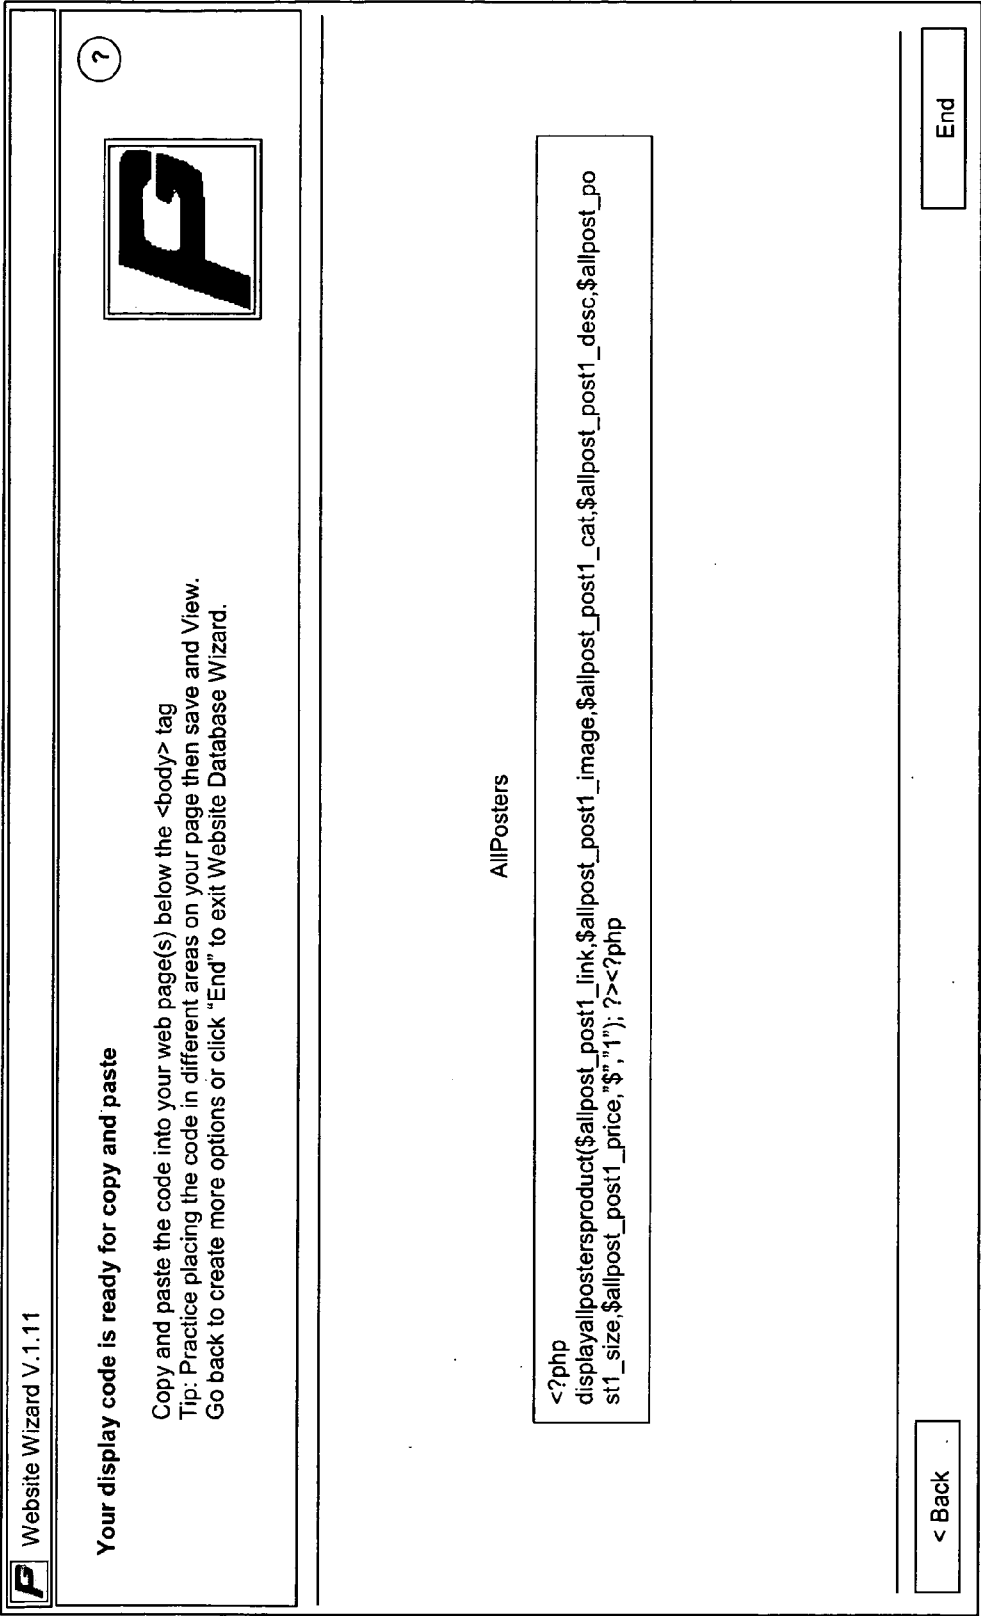 Website Wizard V.1.11
Your display code is ready for copy and paste
?
Copy and paste the code into your web page(s) below the <body> tag
Tip: Practice placing the code in different areas on your page then save and View.
Go back to create more options or click "End" to exit Website Database Wizard.
AllPosters
<?php
displayallpostersproduct($allpost_post1_link,$allpost_post1_image,$allpost_post1_cat,$allpost_post1_desc,$allpost_po
st1_size,$allpost_post1_price,"$","1"); ?><?php
< Back
End